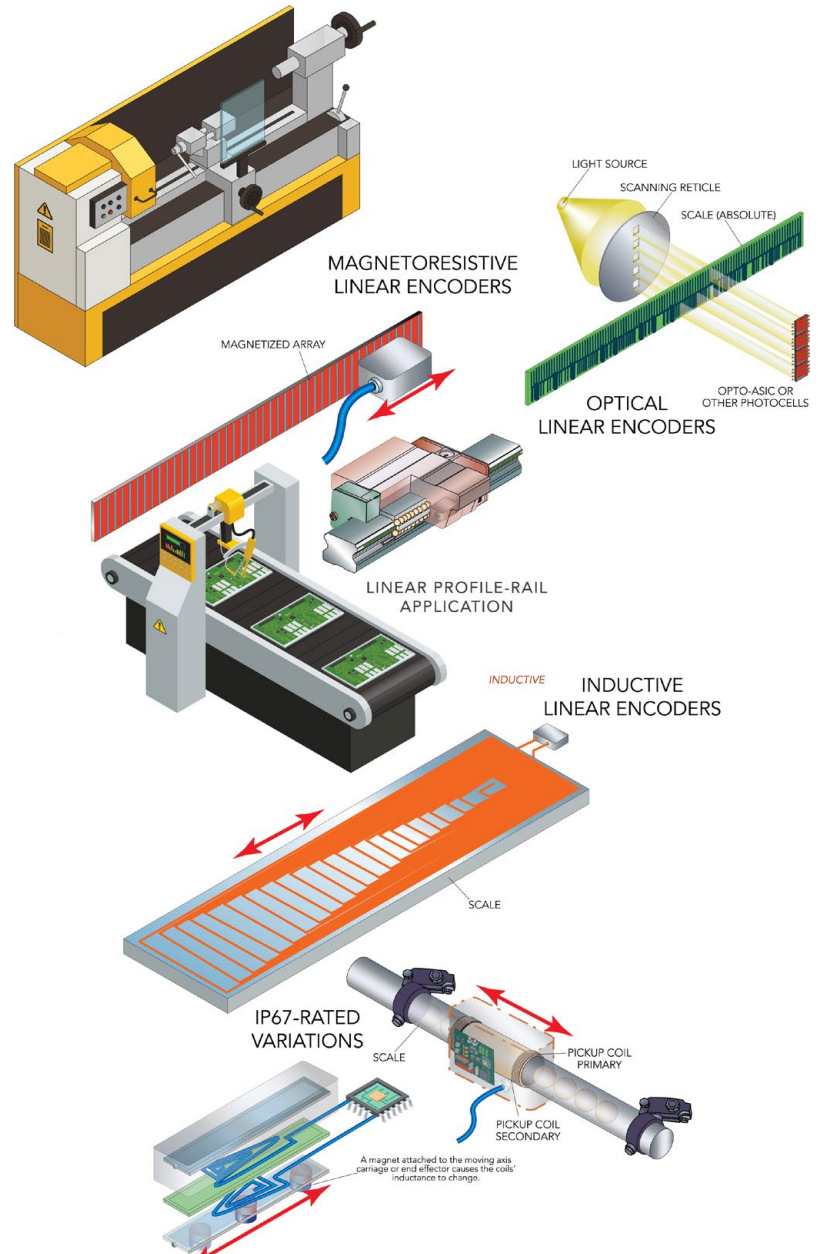 LIGHT SOURCE
SCANNING RETICLE
SCALE (ABSOLUTE)
MAGNETORESISTIVE
LINEAR ENCODERS
MAGNETIZED ARRAY
OPTO-ASIC OR
OTHER PHOTOCELLS
OPTICAL
LINEAR ENCODERS
LINEAR PROFILE-RAIL
APPLICATION
INDUCTIVE
INDUCTIVE
LINEAR ENCODERS
SCALE
IP67-RATED
VARIATIONS
SCALE
PICKUP COIL
PRIMARY
PICKUP COIL
SECONDARY
A magnet attached to the moving axis
carriage or end effector causes the coils'
inductance to change.